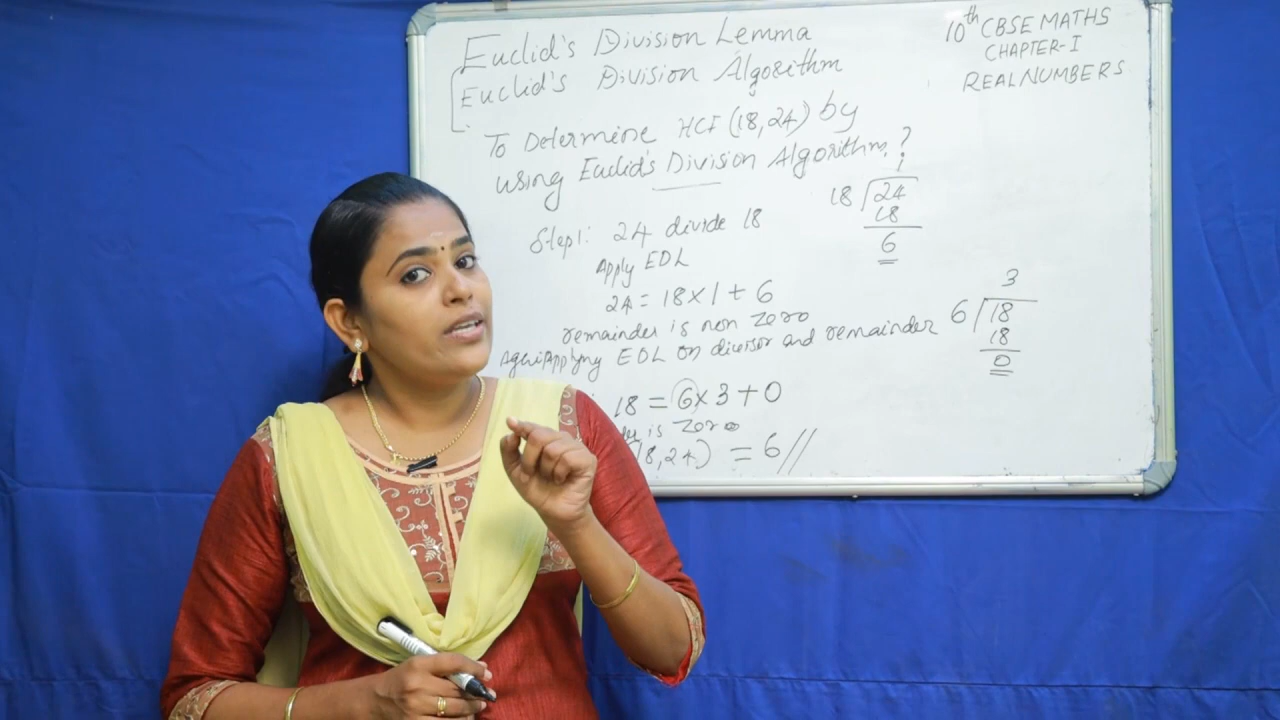 Euclid's Division Lemma
Euclid's Division Algorithm
10th CBSE MATHS
CHAPTER-I
REAL NUMBERS
To Determine HCF (18,24) by
using Euclid's Division Algorithm?
18 24
18
6
Step1: 24 divide 18
Apply EDL
24 = 18 x 1 + 6
remainder is non zero
Applying EDL on divisor and remainder
3
6 18
18
0
18 = 6 x 3 + 0
is Zero
18,24) = 6 //